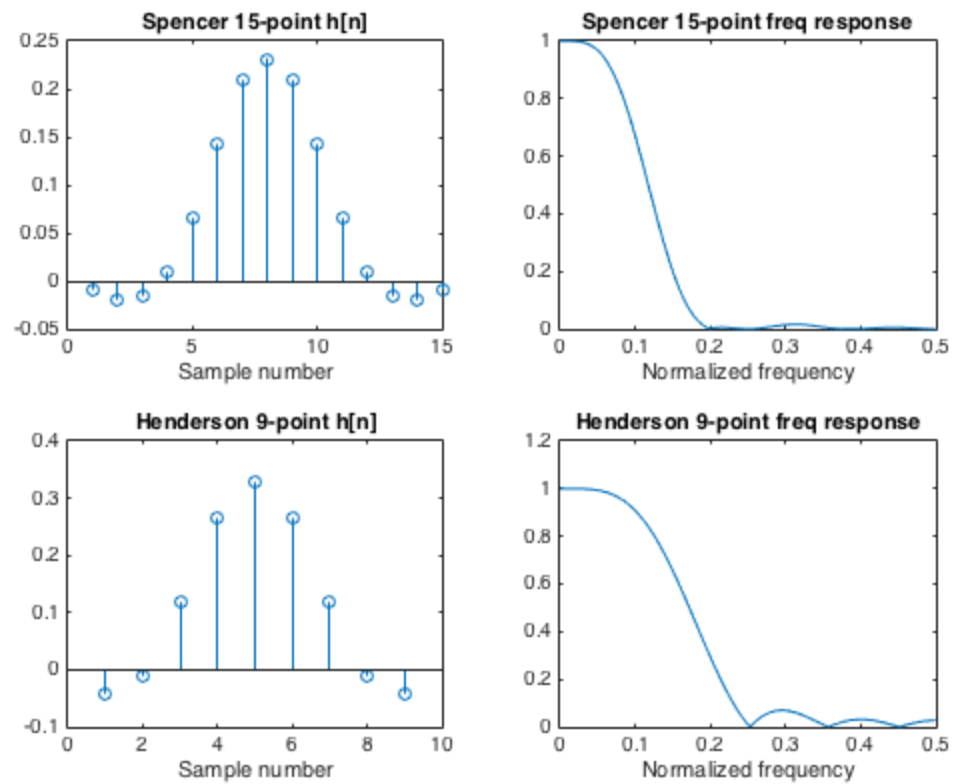 Spencer 15-point h[n]
0.25
0.2
0.15
0.1
0.05
0
-0.05
0 5 10 15
Sample number
Spencer 15-point freq response
1
0.8
0.6
0.4
0.2
0
0 0.1 0.2 0.3 0.4 0.5
Normalized frequency
Henderson 9-point h[n]
0.4
0.3
0.2
0.1
0
-0.1
0 2 4 6 8 10
Sample number
Henderson 9-point freq response
1.2
1
0.8
0.6
0.4
0.2
0
0 0.1 0.2 0.3 0.4 0.5
Normalized frequency